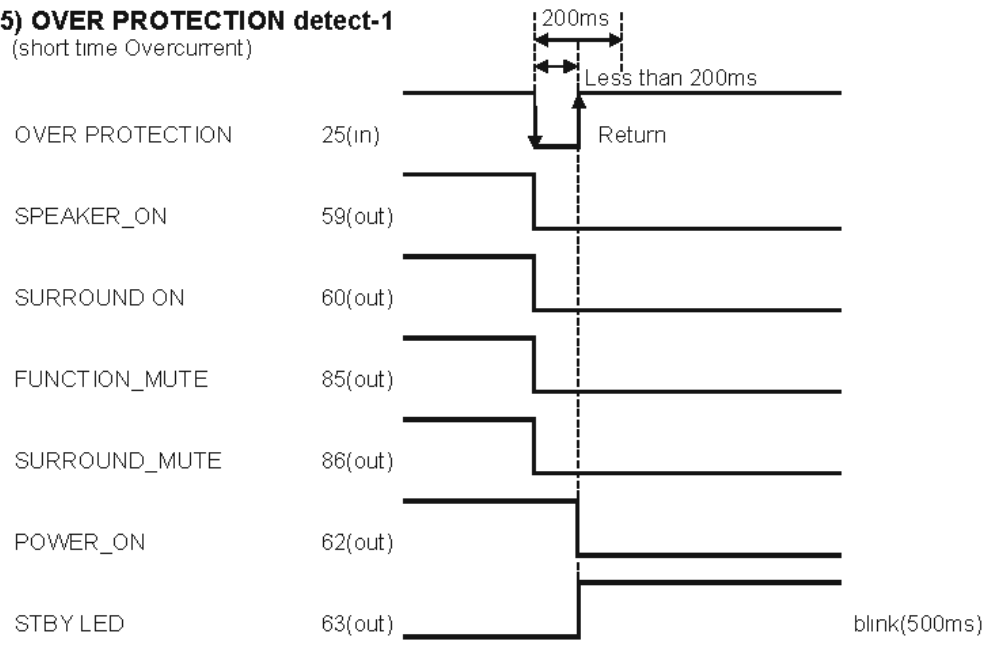 5) OVER PROTECTION detect-1
200ms
(short time Overcurrent)
Less than 200ms
OVER PROTECTION 25(in) Return
SPEAKER_ON 59(out)
SURROUND ON 60(out)
FUNCTION_MUTE 85(out)
SURROUND_MUTE 86(out)
POWER_ON 62(out)
STBY LED 63(out) blink(500ms)